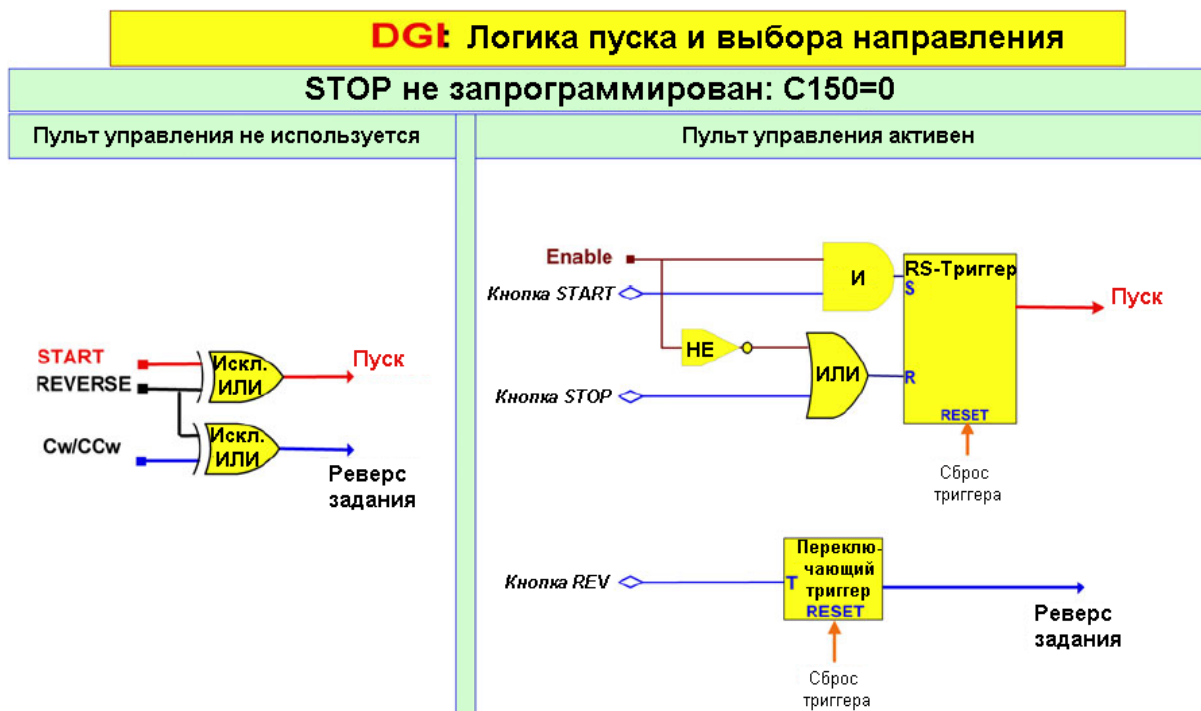 DGI: Логика пуска и выбора направления
STOP не запрограммирован: C150=0
Пульт управления не используется
Пульт управления активен
START
REVERSE
Cw/CCw
Искл.
ИЛИ
Искл.
ИЛИ
Пуск
Реверс
задания
Enable
Кнопка START
И
НЕ
ИЛИ
Кнопка STOP
RS-Триггер
S
R
RESET
Пуск
Сброс
триггера
Кнопка REV
Переклю-
чающий
T триггер
RESET
Реверс
задания
Сброс
триггера